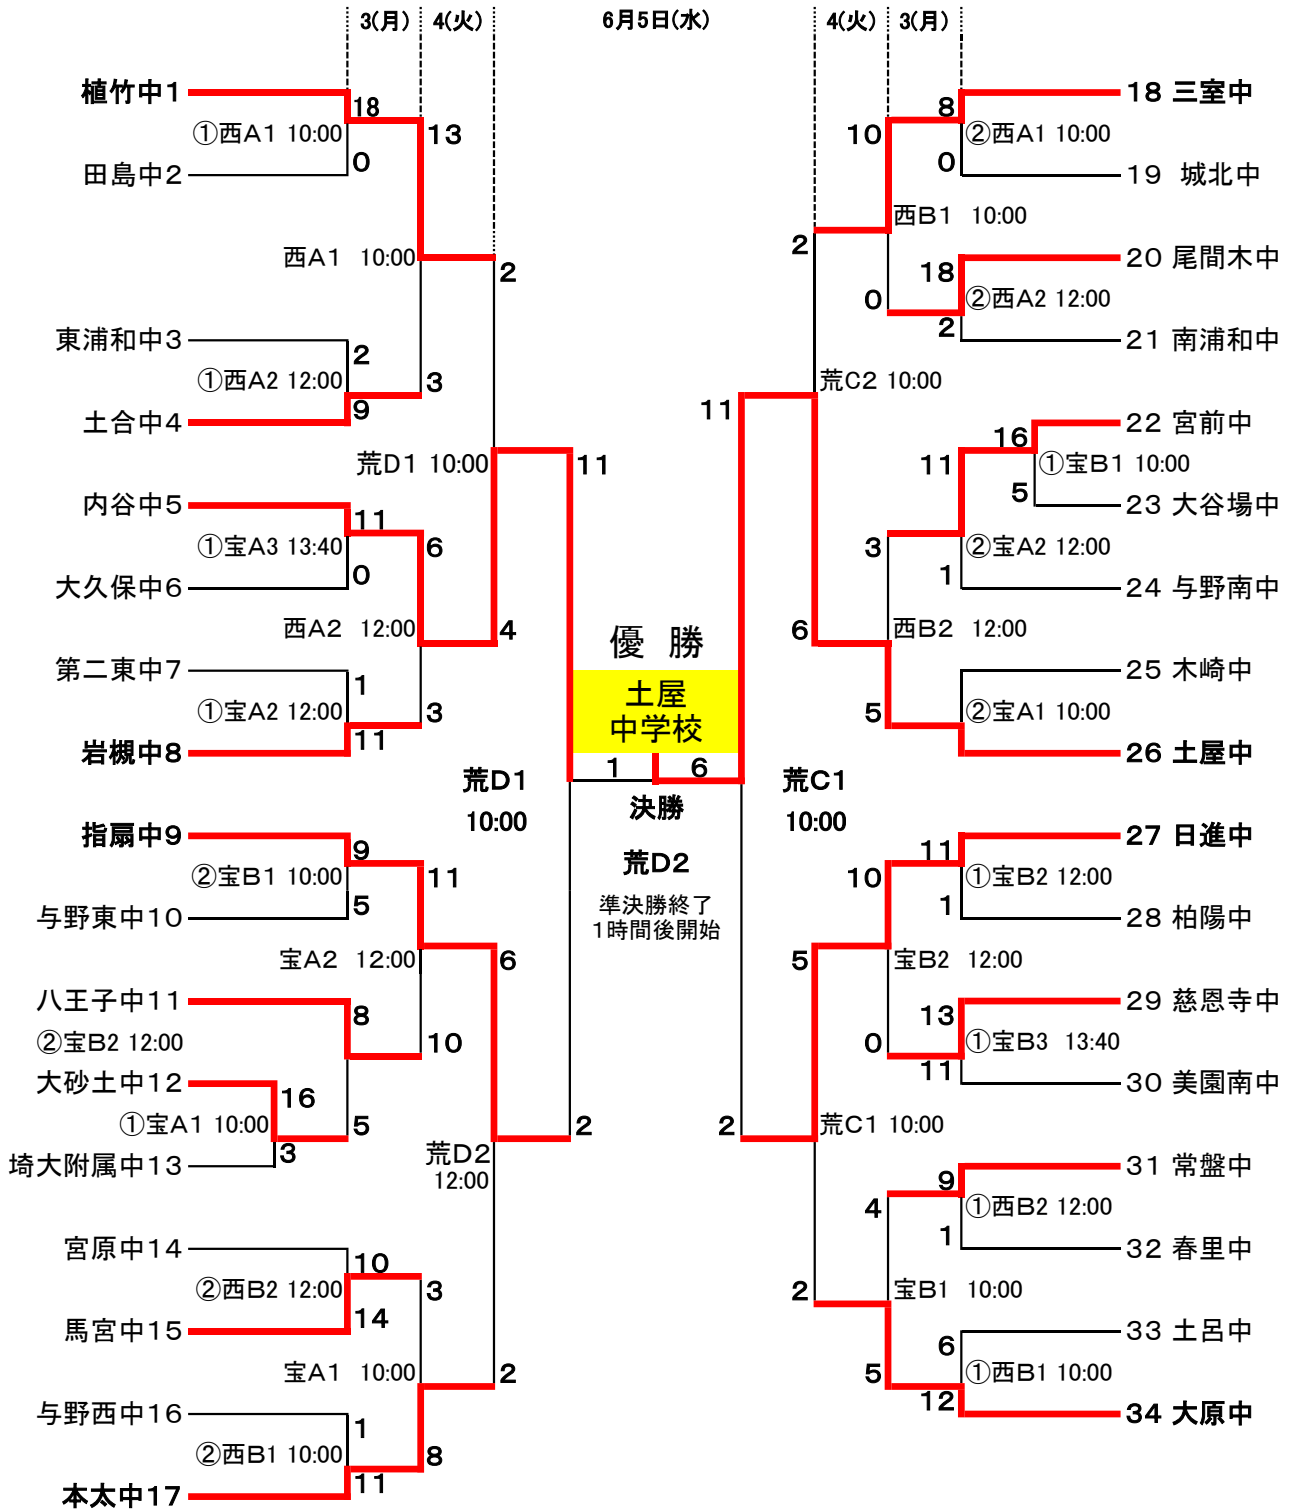 3(月) 4(火) 6月5日(水) 4(火) 3(月)
植竹中1
18
①西A1 10:00
13
0
田島中2
西A1 10:00
2
東浦和中3
2
①西A2 12:00
3
9
土合中4
荒D1 10:00
11
内谷中5
11
①宝A3 13:40
6
0
大久保中6
西A2 12:00
4
第二東中7
1
①宝A2 12:00
3
11
岩槻中8
荒D1
10:00
指扇中9
9
②宝B1 10:00
11
5
与野東中10
宝A2 12:00
6
八王子中11
8
②宝B2 12:00
10
大砂土中12
16
①宝A1 10:00
5
3
埼大附属中13
荒D2
12:00
2
宮原中14
10
②西B2 12:00
3
14
馬宮中15
宝A1 10:00
2
与野西中16
1
②西B1 10:00
8
11
本太中17
優 勝
土屋
中学校
1 6
決勝
荒D2
準決勝終了
1時間後開始
18 三室中
8
10
②西A1 10:00
0
19 城北中
西B1 10:00
2
20 尾間木中
18
0
②西A2 12:00
2
21 南浦和中
荒C2 10:00
11
22 宮前中
16
11
①宝B1 10:00
5
23 大谷場中
3
②宝A2 12:00
1
24 与野南中
西B2 12:00
6
25 木崎中
5
②宝A1 10:00
26 土屋中
荒C1
10:00
27 日進中
11
10
①宝B2 12:00
1
28 柏陽中
宝B2 12:00
5
29 慈恩寺中
13
0
①宝B3 13:40
11
30 美園南中
荒C1 10:00
2
31 常盤中
9
4
①西B2 12:00
1
32 春里中
宝B1 10:00
2
33 土呂中
6
5
①西B1 10:00
12
34 大原中